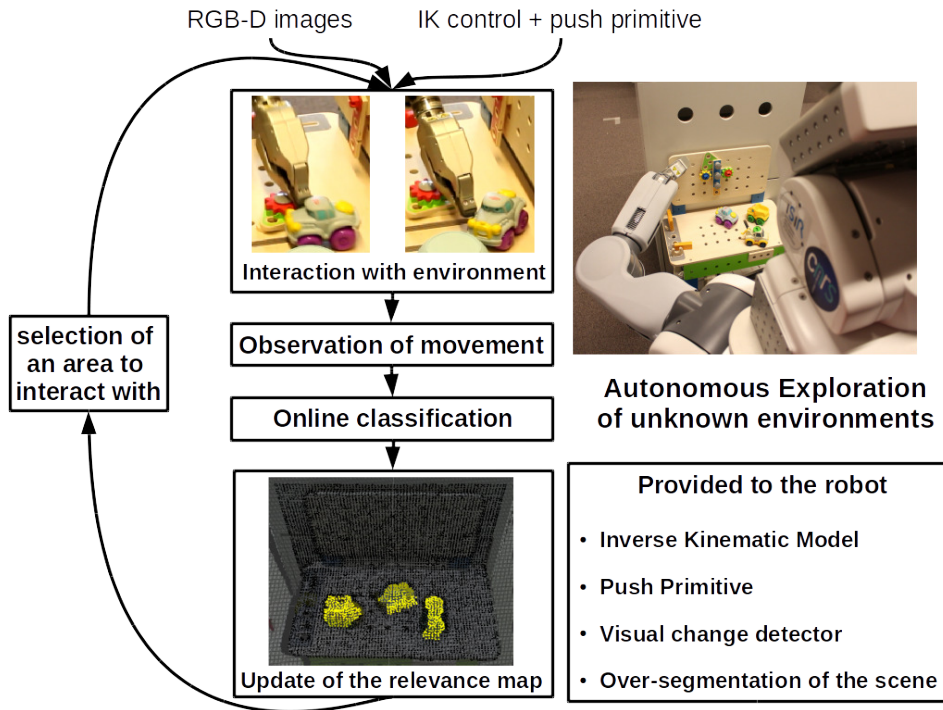 RGB-D images
IK control + push primitive
Interaction with environment
Observation of movement
Online classification
Update of the relevance map
selection of
an area to
interact with
ISIR
cnrs
Autonomous Exploration
of unknown environments
Provided to the robot
• Inverse Kinematic Model
• Push Primitive
• Visual change detector
• Over-segmentation of the scene